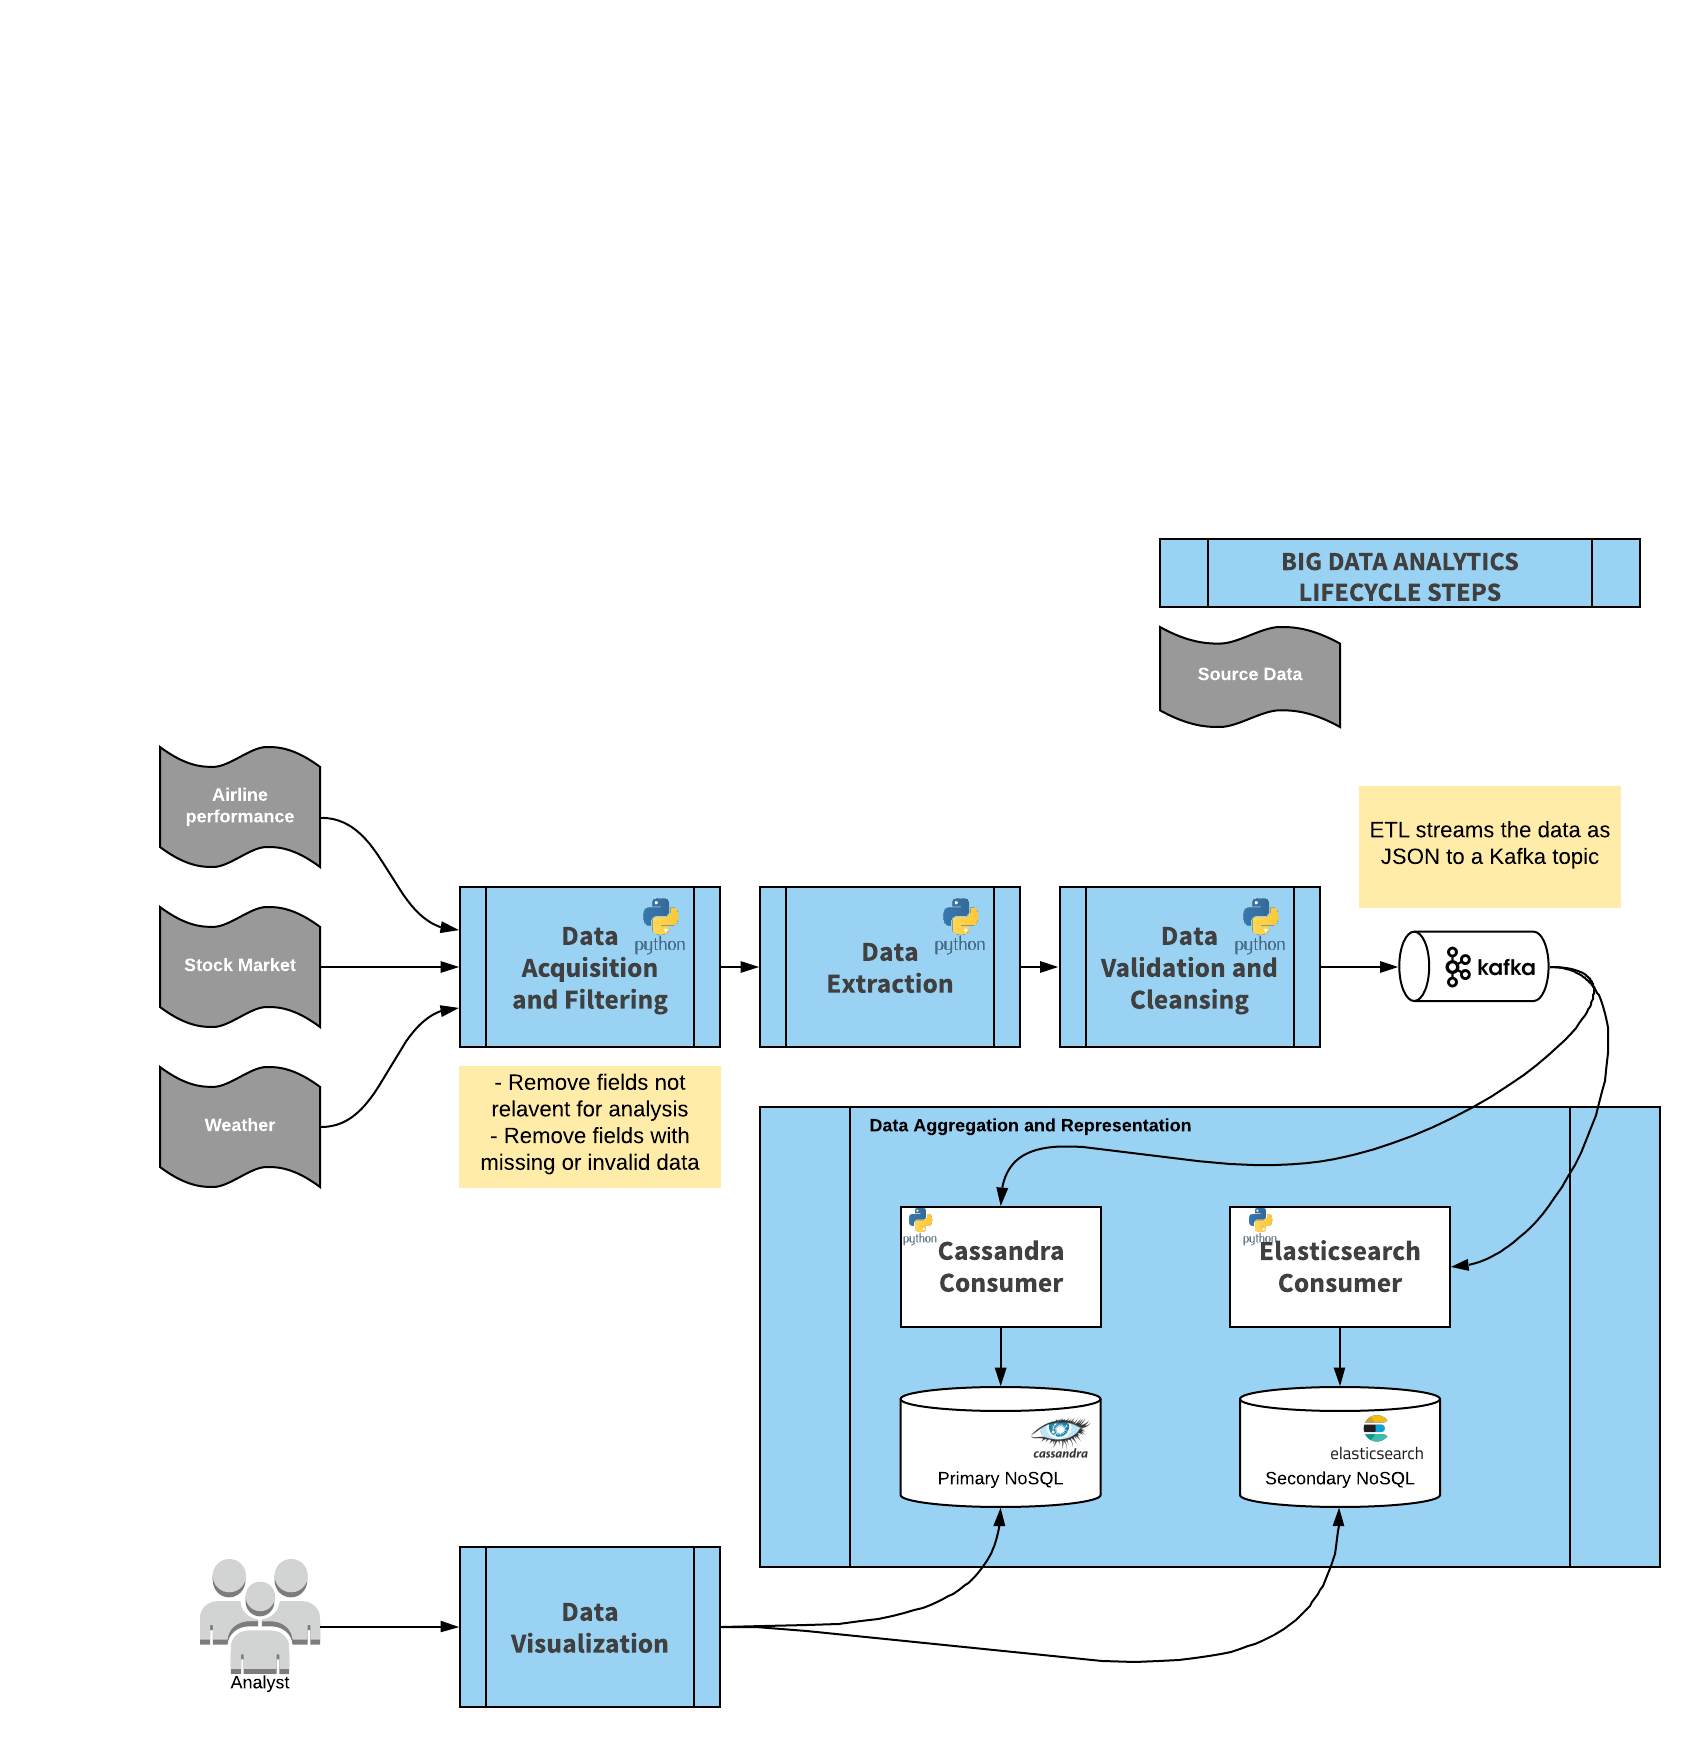 BIG DATA ANALYTICS
LIFECYCLE STEPS
Source Data
Airline
performance
Stock Market
Weather
Data
Acquisition
and Filtering
python
- Remove fields not
relavent for analysis
- Remove fields with
missing or invalid data
Data
Extraction
python
Data
Validation and
Cleansing
python
ETL streams the data as
JSON to a Kafka topic
kafka
Data Aggregation and Representation
python
Cassandra
Consumer
python
Elasticsearch
Consumer
cassandra
Primary NoSQL
elasticsearch
Secondary NoSQL
Analyst
Data
Visualization